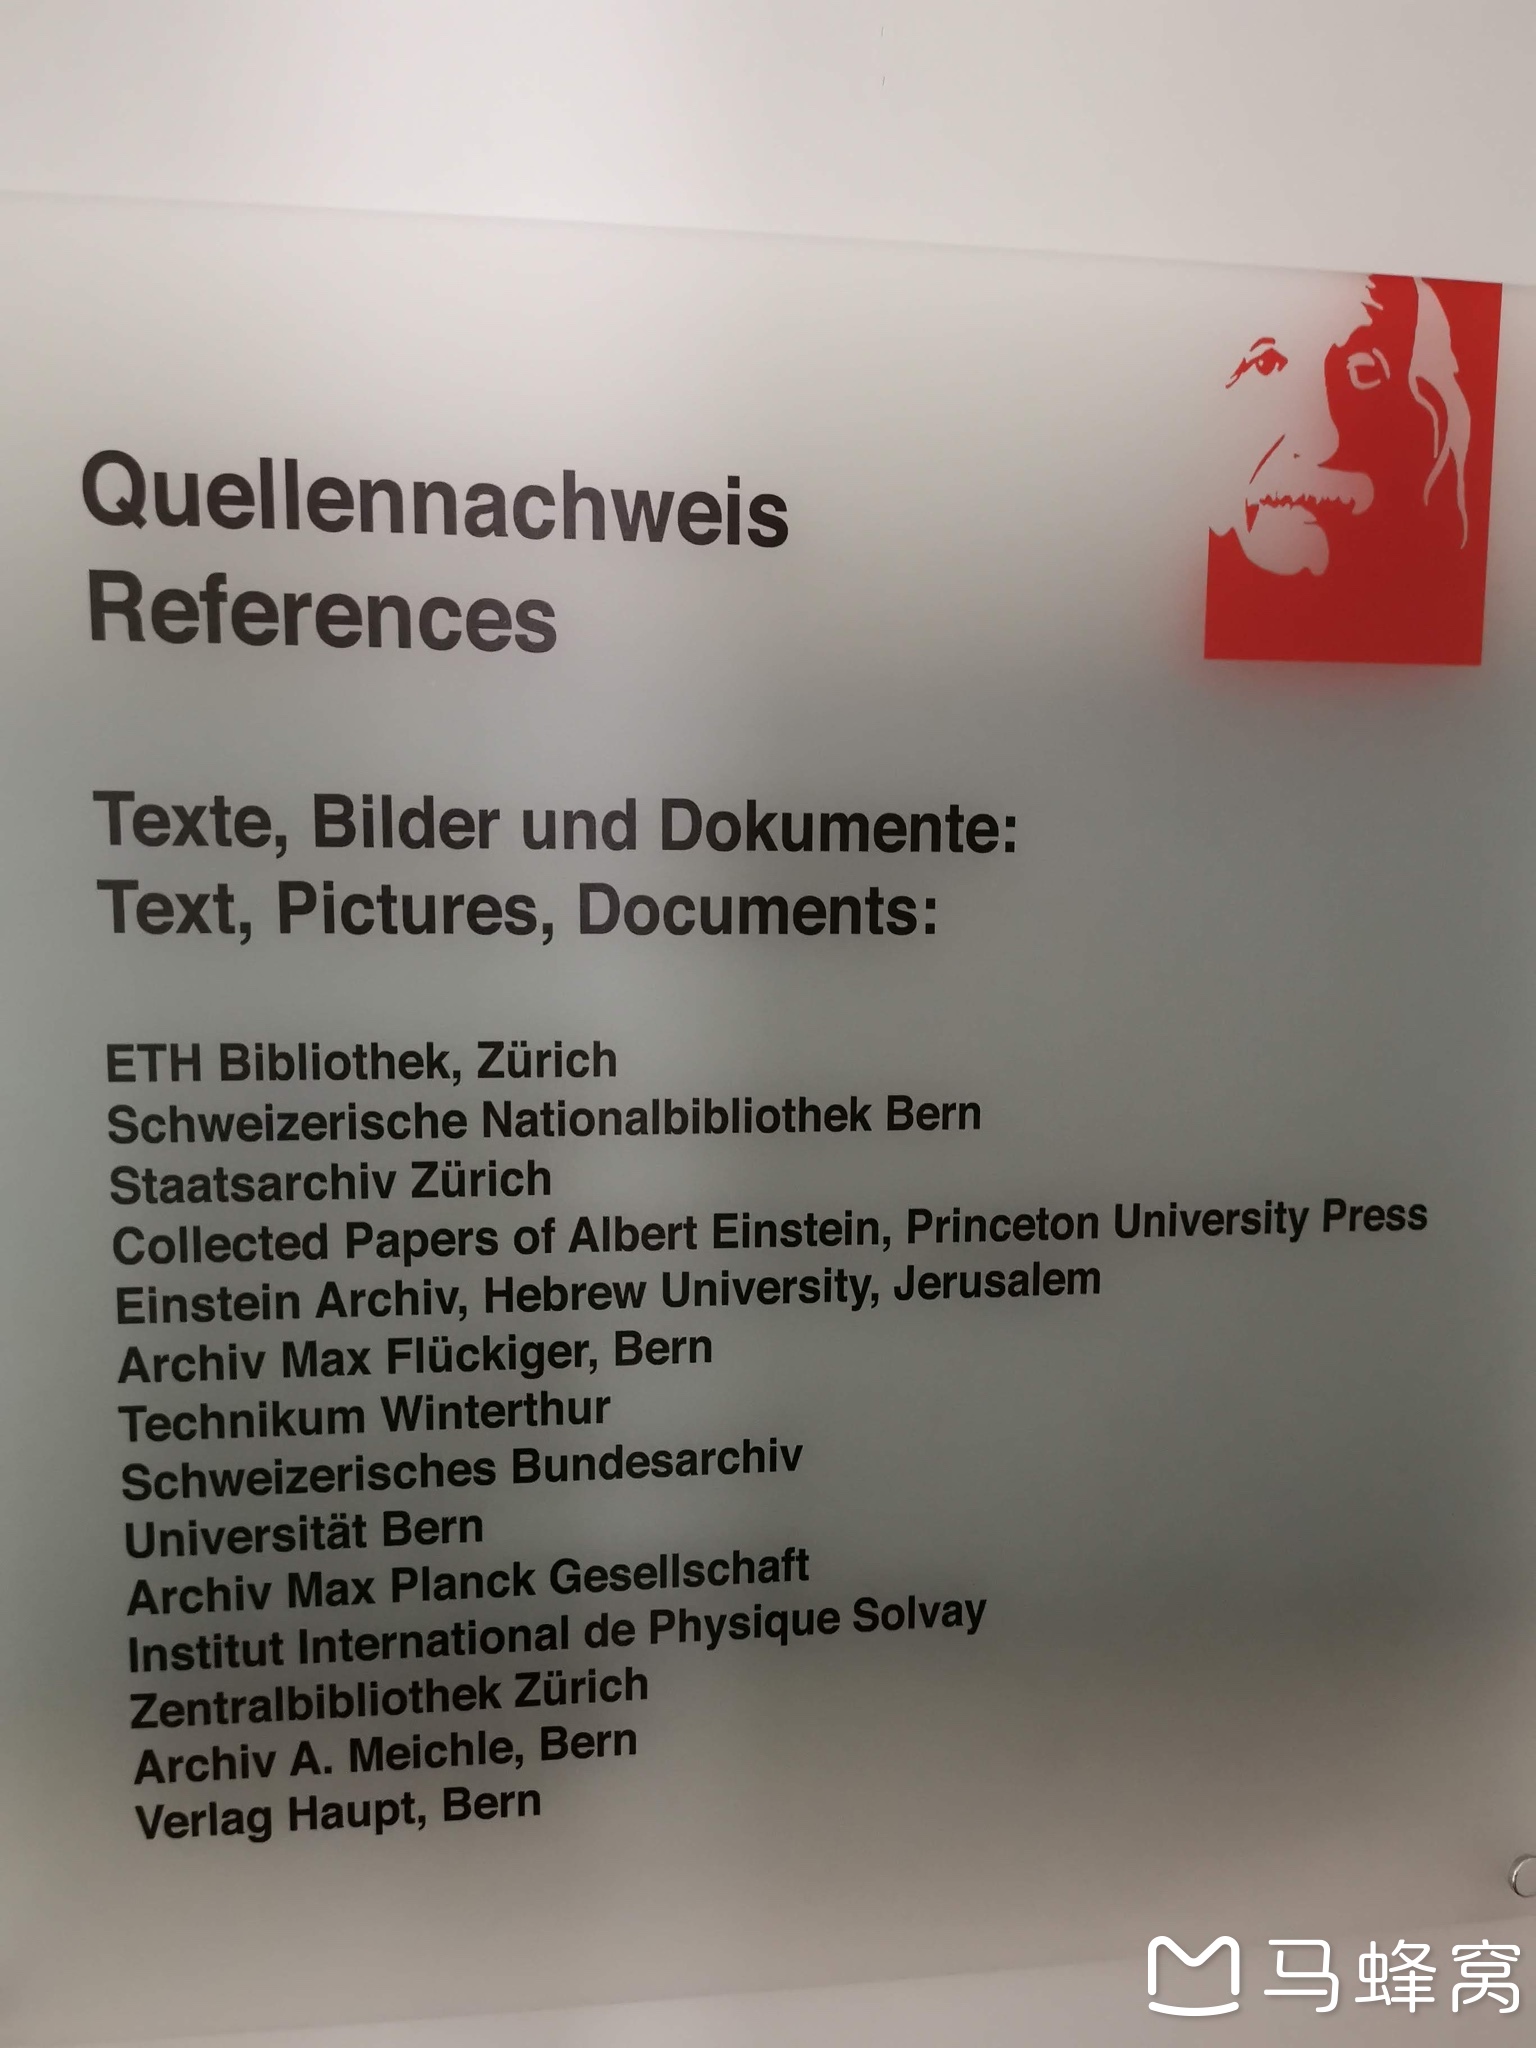 Quellennachweis
References
Texte, Bilder und Dokumente:
Text, Pictures, Documents:
ETH Bibliothek, Zürich
Schweizerische Nationalbibliothek Bern
Staatsarchiv Zürich
Collected Papers of Albert Einstein, Princeton University Press
Einstein Archiv, Hebrew University, Jerusalem
Archiv Max Flückiger, Bern
Technikum Winterthur
Schweizerisches Bundesarchiv
Universität Bern
Archiv Max Planck Gesellschaft
Institut International de Physique Solvay
Zentralbibliothek Zürich
Archiv A. Meichle, Bern
Verlag Haupt, Bern
马蜂窝